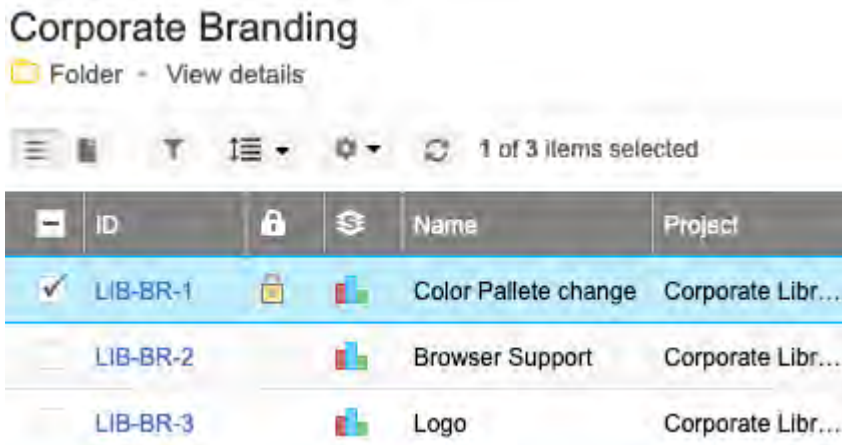 Corporate Branding
Folder - View details
1 of 3 items selected
ID Name Project
LIB-BR-1 Color Pallete change Corporate Libr...
LIB-BR-2 Browser Support Corporate Libr...
LIB-BR-3 Logo Corporate Libr...